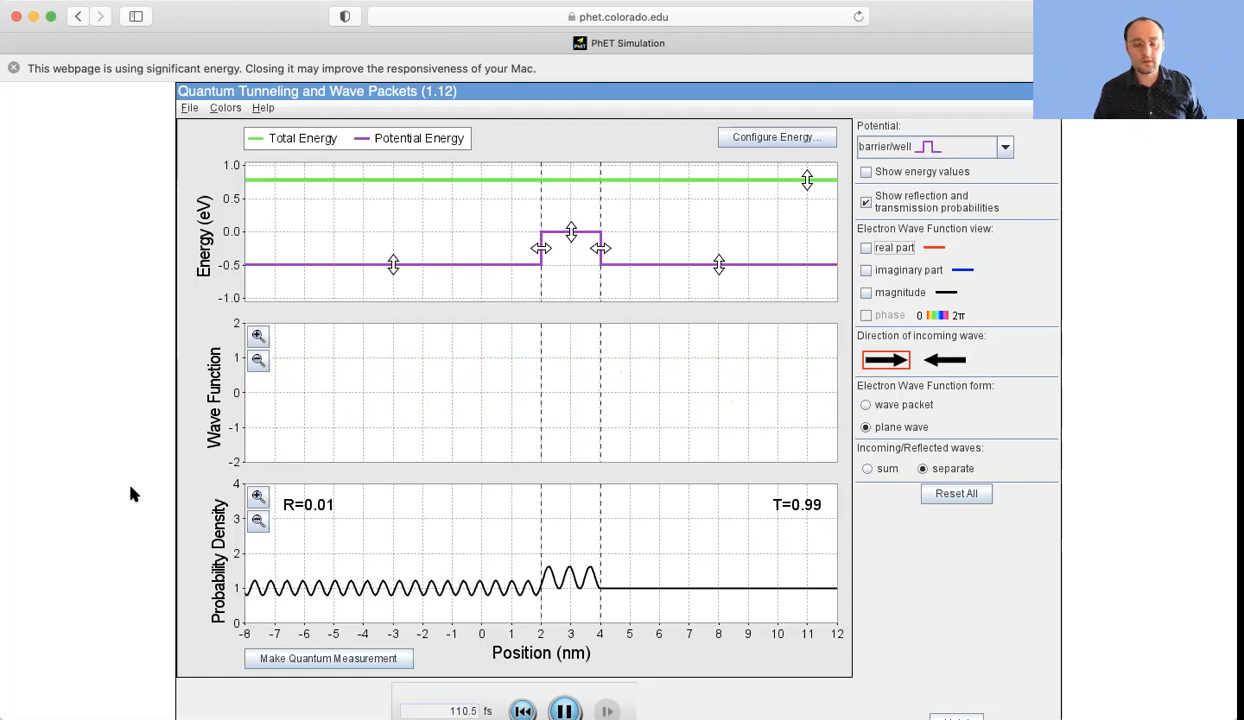 phet.colorado.edu
PhET Simulation
This webpage is using significant energy. Closing it may improve the responsiveness of your Mac.
Quantum Tunneling and Wave Packets (1.12)
File Colors Help
Total Energy Potential Energy
Configure Energy...
Energy (eV)
1.0
0.5
0.0
-0.5
-1.0
Wave Function
2
1
0
-1
-2
Probability Density
4
3
2
1
0
R=0.01
T=0.99
-8 -7 -6 -5 -4 -3 -2 -1 0 1 2 3 4 5 6 7 8 9 10 11 12
Position (nm)
Make Quantum Measurement
110.5 fs
Potential:
barrier/well
Show energy values
Show reflection and
transmission probabilities
Electron Wave Function view:
real part
imaginary part
magnitude
phase 0 2π
Direction of incoming wave:
Electron Wave Function form:
wave packet
plane wave
Incoming/Reflected waves:
sum separate
Reset All